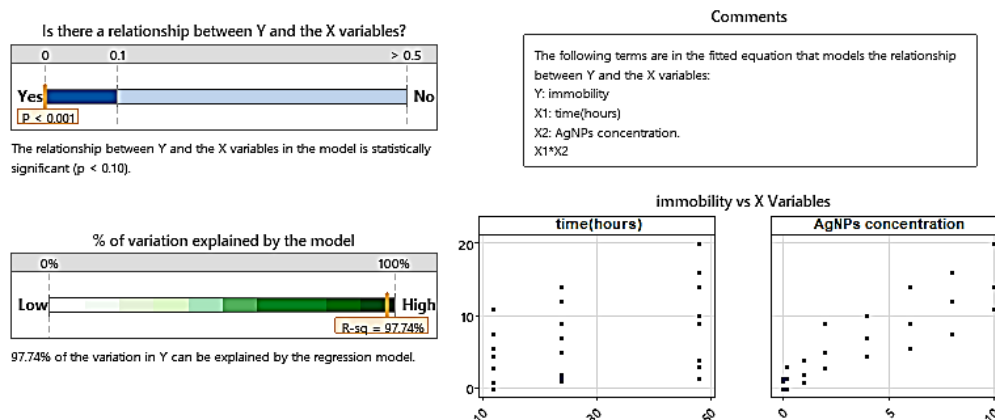 Is there a relationship between Y and the X variables?
0 0.1 > 0.5
Yes No
P < 0.001
The relationship between Y and the X variables in the model is statistically
significant (p < 0.10).
% of variation explained by the model
0% 100%
Low High
R-sq = 97.74%
97.74% of the variation in Y can be explained by the regression model.
Comments
The following terms are in the fitted equation that models the relationship
between Y and the X variables:
Y: immobility
X1: time(hours)
X2: AgNPs concentration.
X1*X2
immobility vs X Variables
time(hours) AgNPs concentration
20
10
0
10 30 50 0 5 10